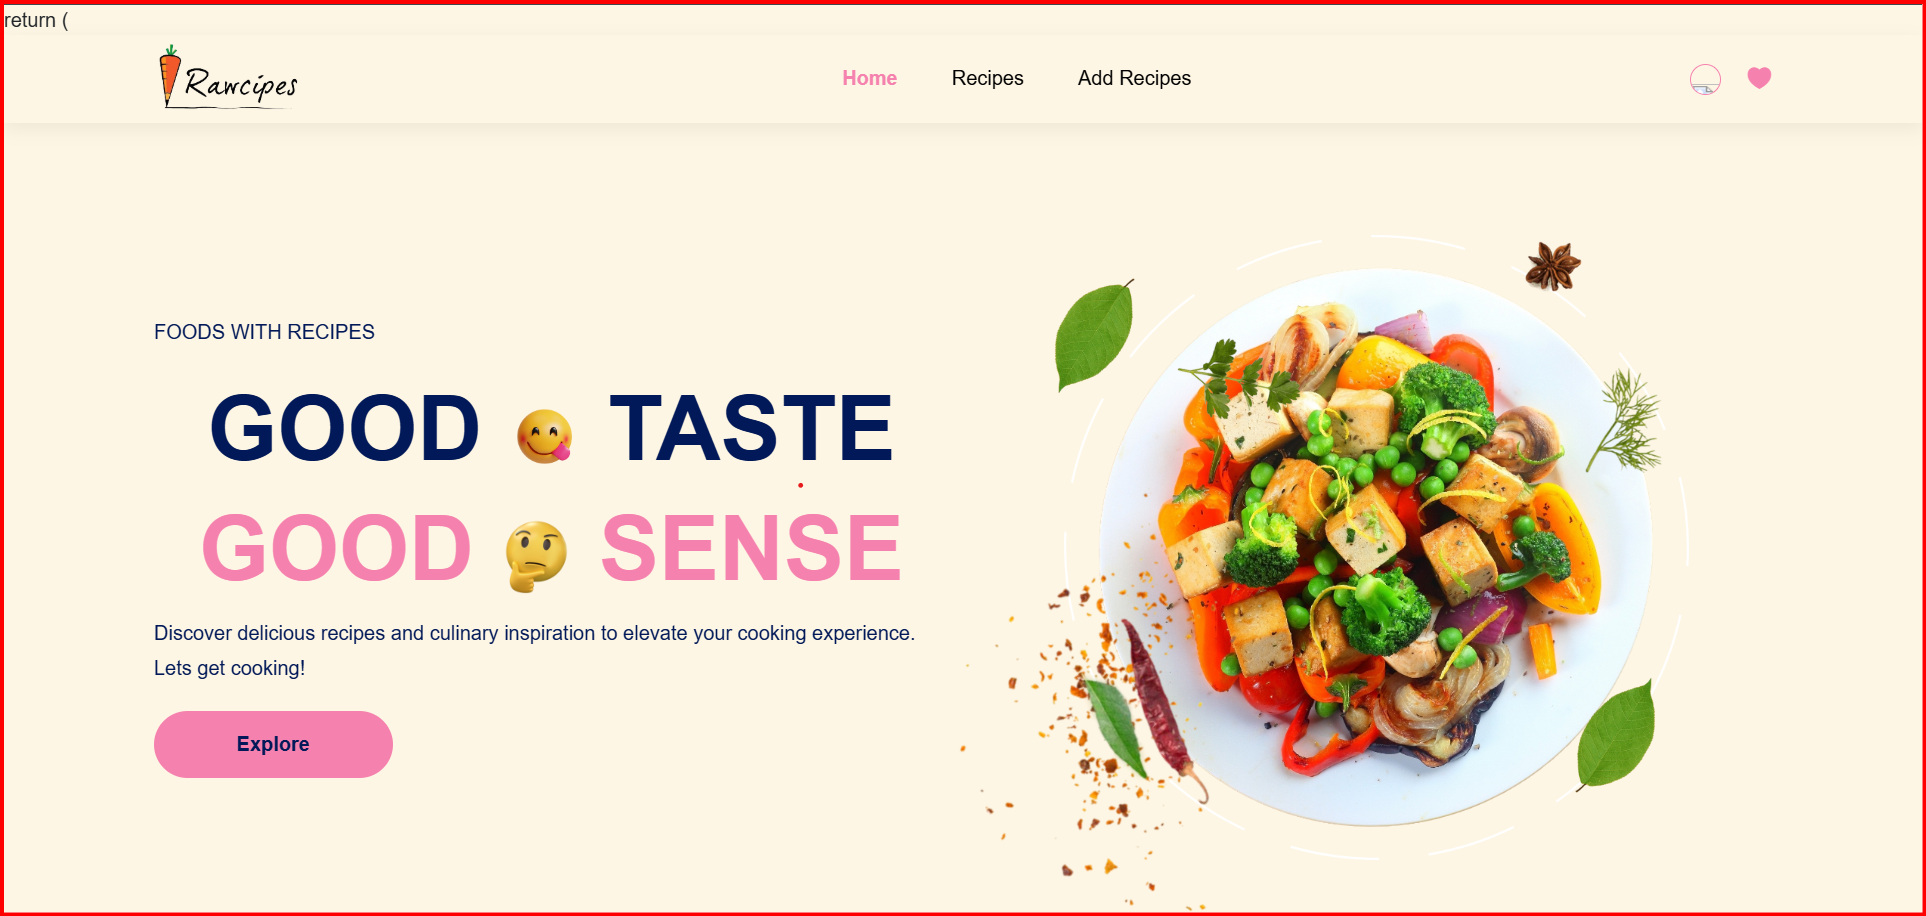 return (
Rawcipes
Home Recipes Add Recipes
FOODS WITH RECIPES
GOOD 😋 TASTE
GOOD 🤔 SENSE
Discover delicious recipes and culinary inspiration to elevate your cooking experience.
Lets get cooking!
Explore